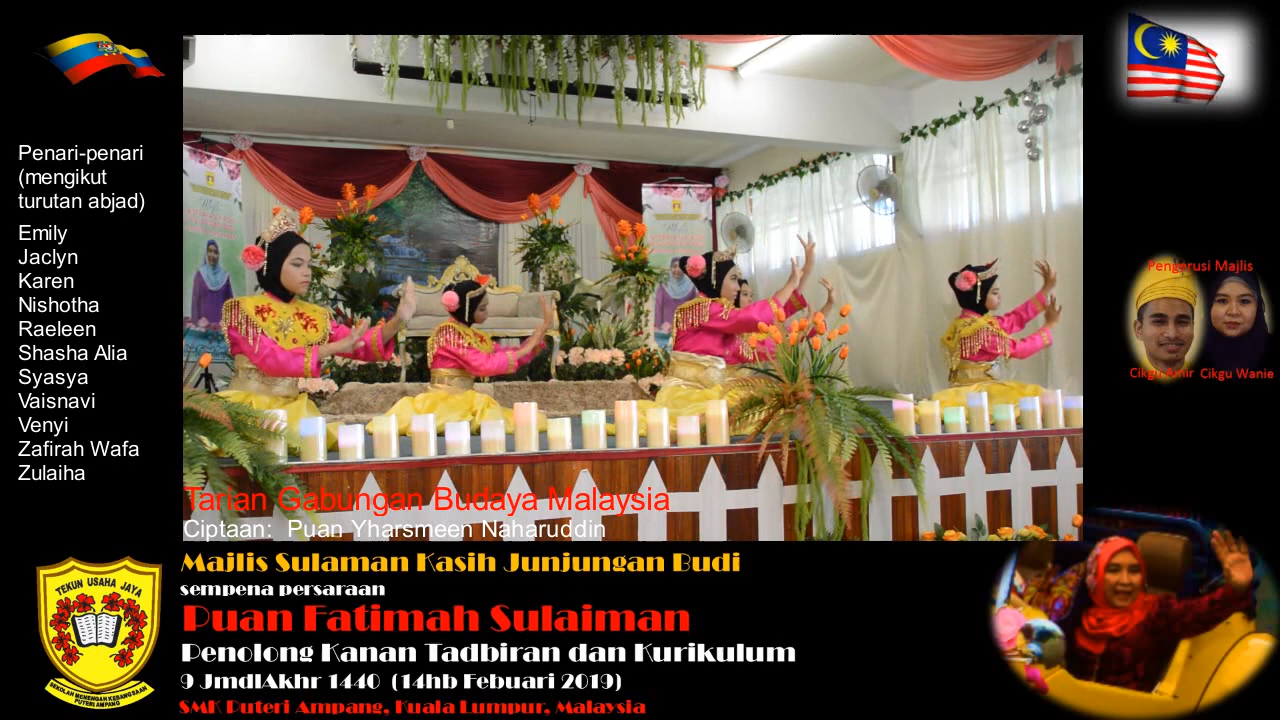 Penari-penari
(mengikut
turutan abjad)
Emily
Jaclyn
Karen
Nishotha
Raeleen
Shasha Alia
Syasya
Vaisnavi
Venyi
Zafirah Wafa
Zulaiha
Pengerusi Majlis
Cikgu Amir Cikgu Wanie
Tarian Gabungan Budaya Malaysia
Ciptaan: Puan Yharsmeen Naharuddin
Majlis Sulaman Kasih Junjungan Budi
sempena persaraan
Puan Fatimah Sulaiman
Penolong Kanan Tadbiran dan Kurikulum
9 JmdlAkhr 1440 (14hb Febuari 2019)
SMK Puteri Ampang, Kuala Lumpur, Malaysia
TEKUN USAHA JAYA
SEKOLAH MENENGAH KEBANGSAAN
PUTERI AMPANG